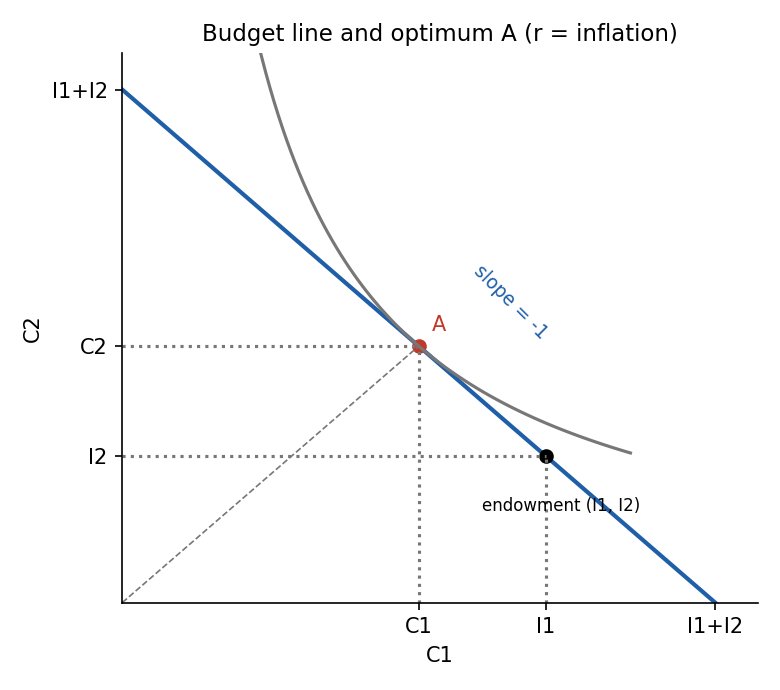 Budget line and optimum A (r = inflation)
I1+I2
slope = -1
A
C2
C2
I2
endowment (I1, I2)
C1
I1
I1+I2
C1